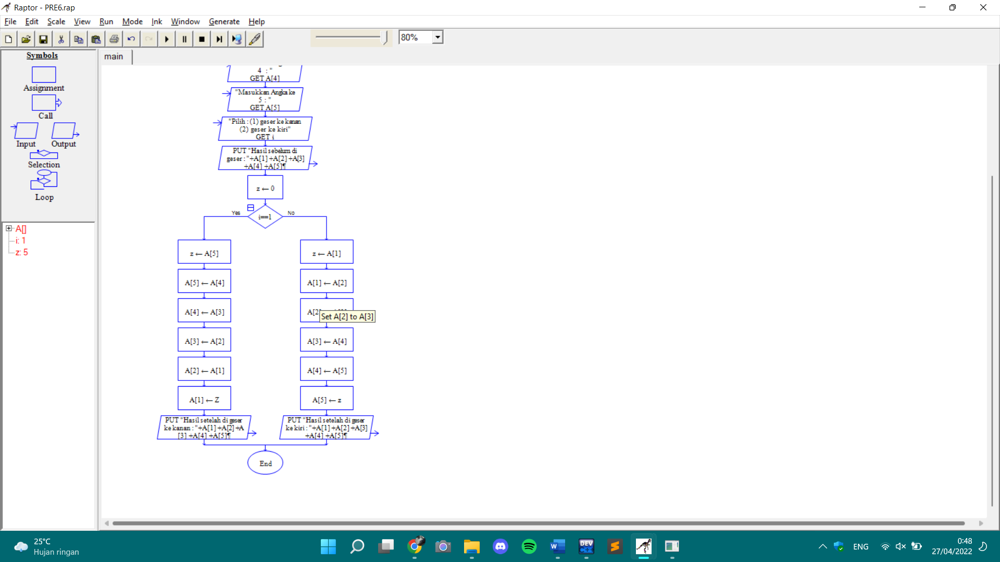 Raptor - PRE6.rap
File Edit Scale View Run Mode Ink Window Generate Help
80%
Symbols
main
Assignment
Call
Input Output
Selection
Loop
A[]
i: 1
z: 5
4 : "
GET A[4]
"Masukkan Angka ke
5 : "
GET A[5]
"Pilih : (1) geser ke kanan
(2) geser ke kiri"
GET i
PUT "Hasil sebelum di
geser : "+A[1] +A[2] +A[3]
+A[4] +A[5]¶
z ← 0
Yes i==1 No
z ← A[5]
A[5] ← A[4]
A[4] ← A[3]
A[3] ← A[2]
A[2] ← A[1]
A[1] ← Z
PUT "Hasil setelah di geser
ke kanan : "+A[1] +A[2] +A
[3] +A[4] +A[5]¶
z ← A[1]
A[1] ← A[2]
A[2
Set A[2] to A[3]
A[3] ← A[4]
A[4] ← A[5]
A[5] ← z
PUT "Hasil setelah di geser
ke kiri : "+A[1] +A[2] +A[3]
+A[4] +A[5]¶
End
25°C
Hujan ringan
W
DEV
C++
ENG
0:48
27/04/2022